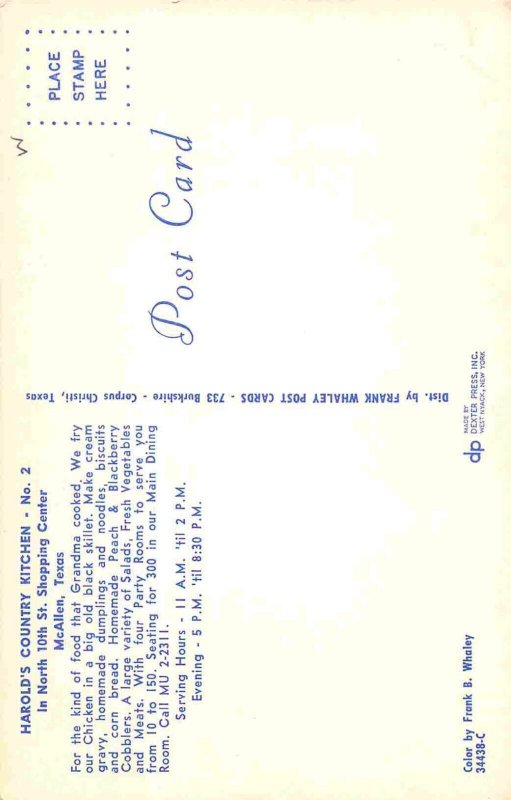 HAROLD'S COUNTRY KITCHEN - No. 2
In North 10th St. Shopping Center
McAllen, Texas
For the kind of food that Grandma cooked. We fry
our Chicken in a big old black skillet. Make cream
gravy, homemade dumplings and noodles, biscuits
and corn bread. Homemade Peach & Blackberry
Cobblers. A large variety of Salads, Fresh Vegetables
and Meats. With four Party Rooms to serve you
from 10 to 150. Seating for 300 in our Main Dining
Room. Call MU 2-2311.
Serving Hours - 11 A.M. 'til 2 P.M.
Evening - 5 P.M. 'til 8:30 P.M.
Color by Frank B. Whaley
34438-C
Dist. by FRANK WHALEY POST CARDS - 733 Burkshire - Corpus Christi, Texas
Post Card
PLACE
STAMP
HERE
dp
MADE BY
DEXTER PRESS, INC.
WEST NYACK, NEW YORK